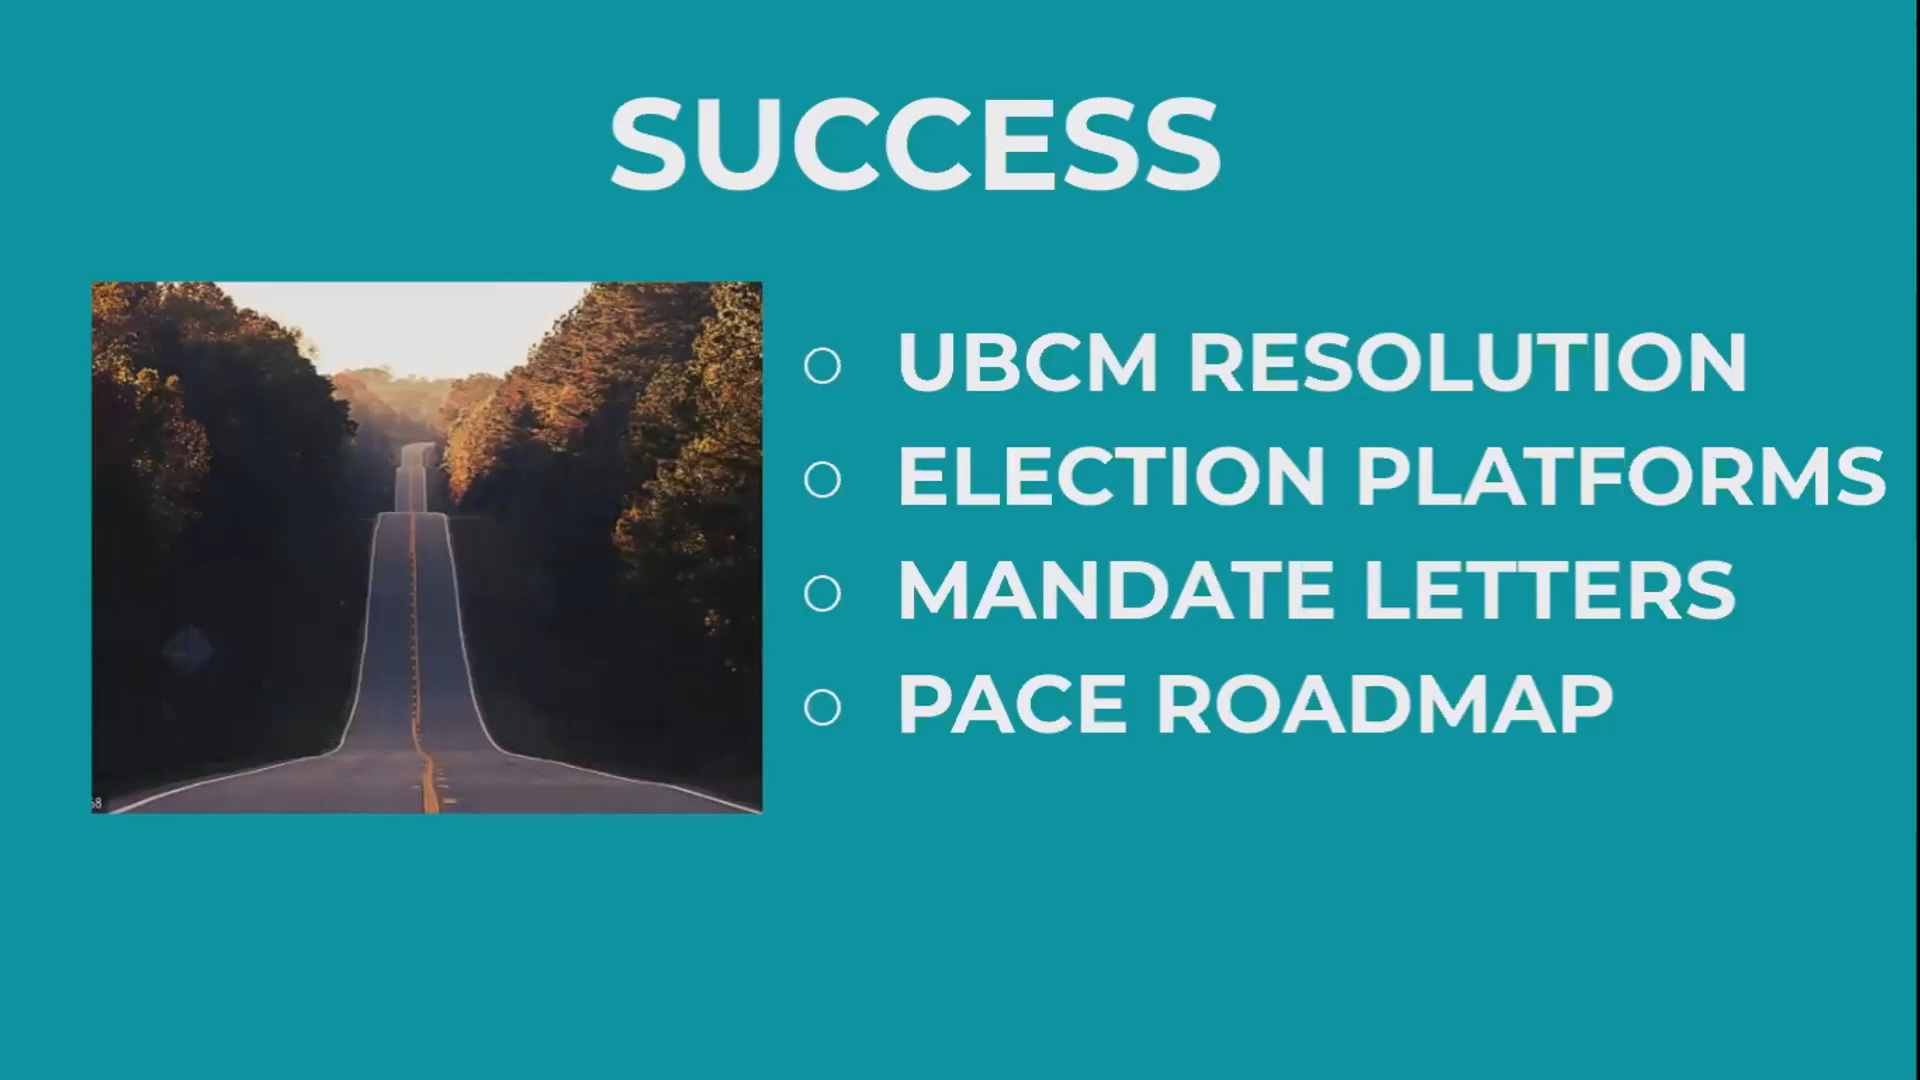 SUCCESS
○ UBCM RESOLUTION
○ ELECTION PLATFORMS
○ MANDATE LETTERS
○ PACE ROADMAP